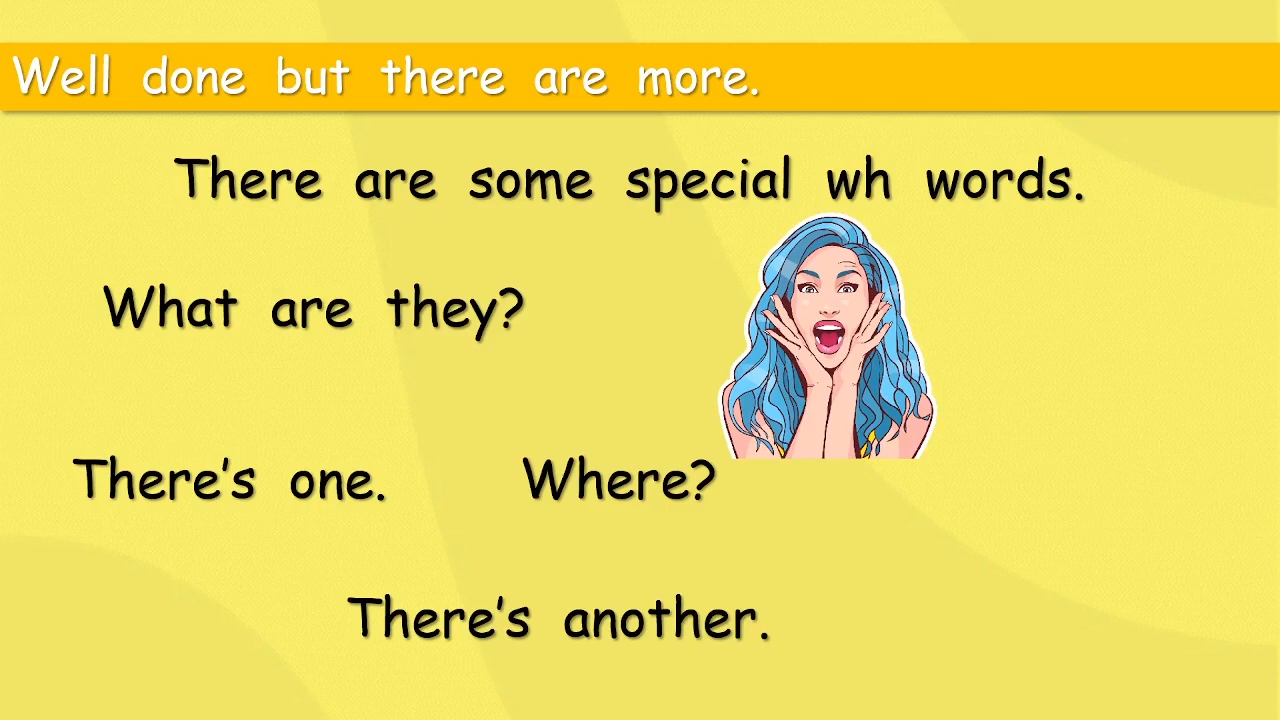 Well done but there are more.
There are some special wh words.
What are they?
There’s one. Where?
There’s another.